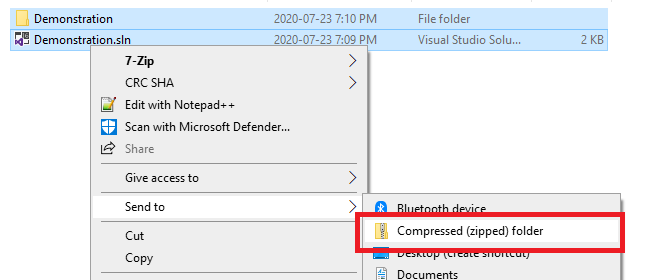 Demonstration 2020-07-23 7:10 PM File folder
Demonstration.sln 2020-07-23 7:09 PM Visual Studio Solu... 2 KB
7-Zip
CRC SHA
Edit with Notepad++
Scan with Microsoft Defender...
Share
Give access to
Send to
Bluetooth device
Compressed (zipped) folder
Cut
Desktop (create shortcut)
Copy
Documents